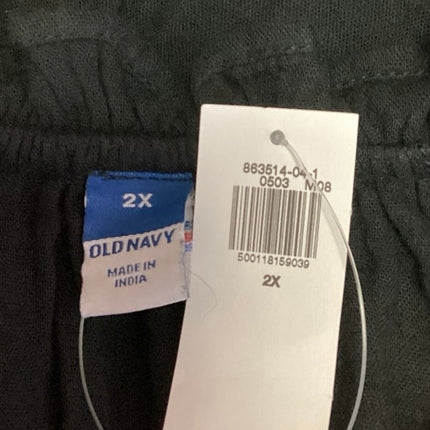 2X
OLD NAVY
MADE IN
INDIA
863514-04-1
0503 M08
500118159039
2X